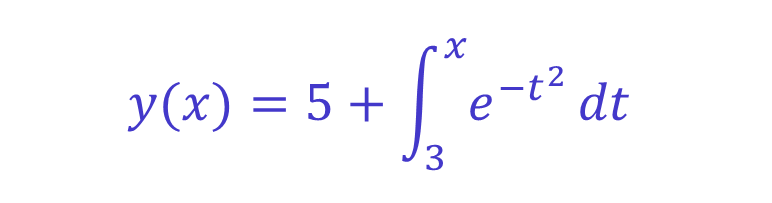 y(x) = 5 + ∫₃ˣ e^{-t²} dt